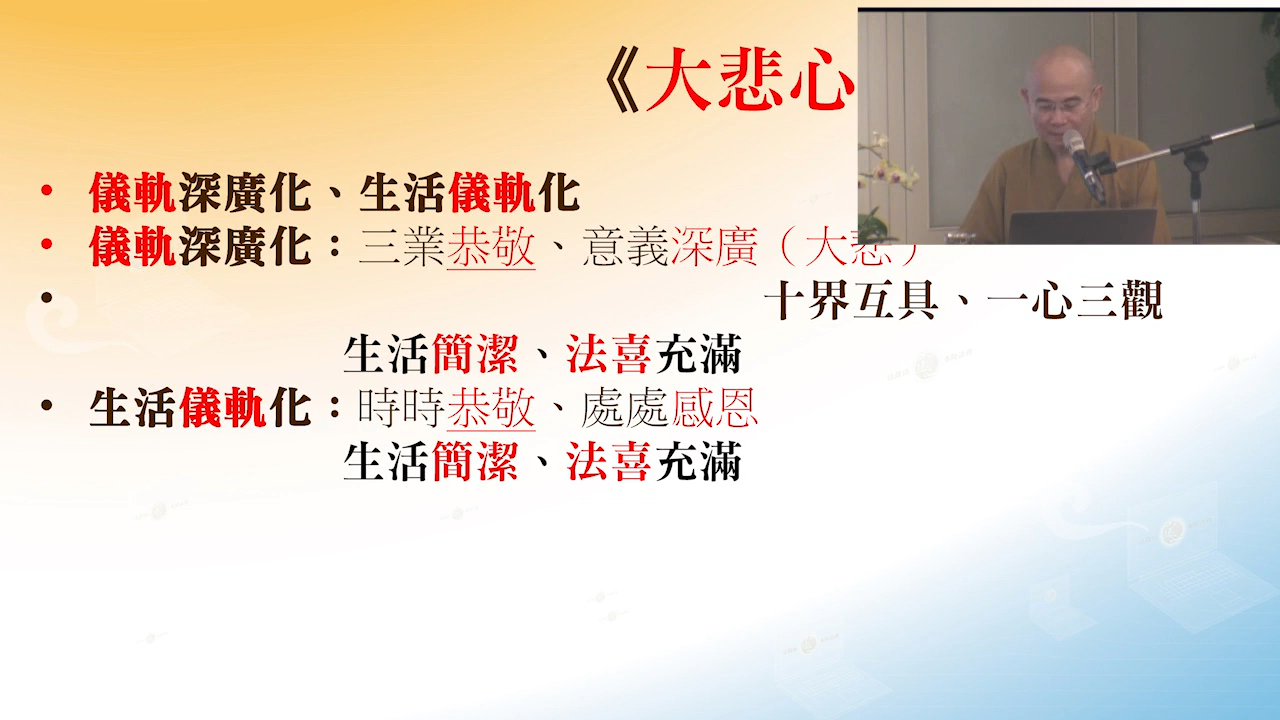 《大悲心
• 儀軌深廣化、生活儀軌化
• 儀軌深廣化：三業恭敬、意義深廣（大悲）
• 十界互具、一心三觀
生活簡潔、法喜充滿
• 生活儀軌化：時時恭敬、處處感恩
生活簡潔、法喜充滿